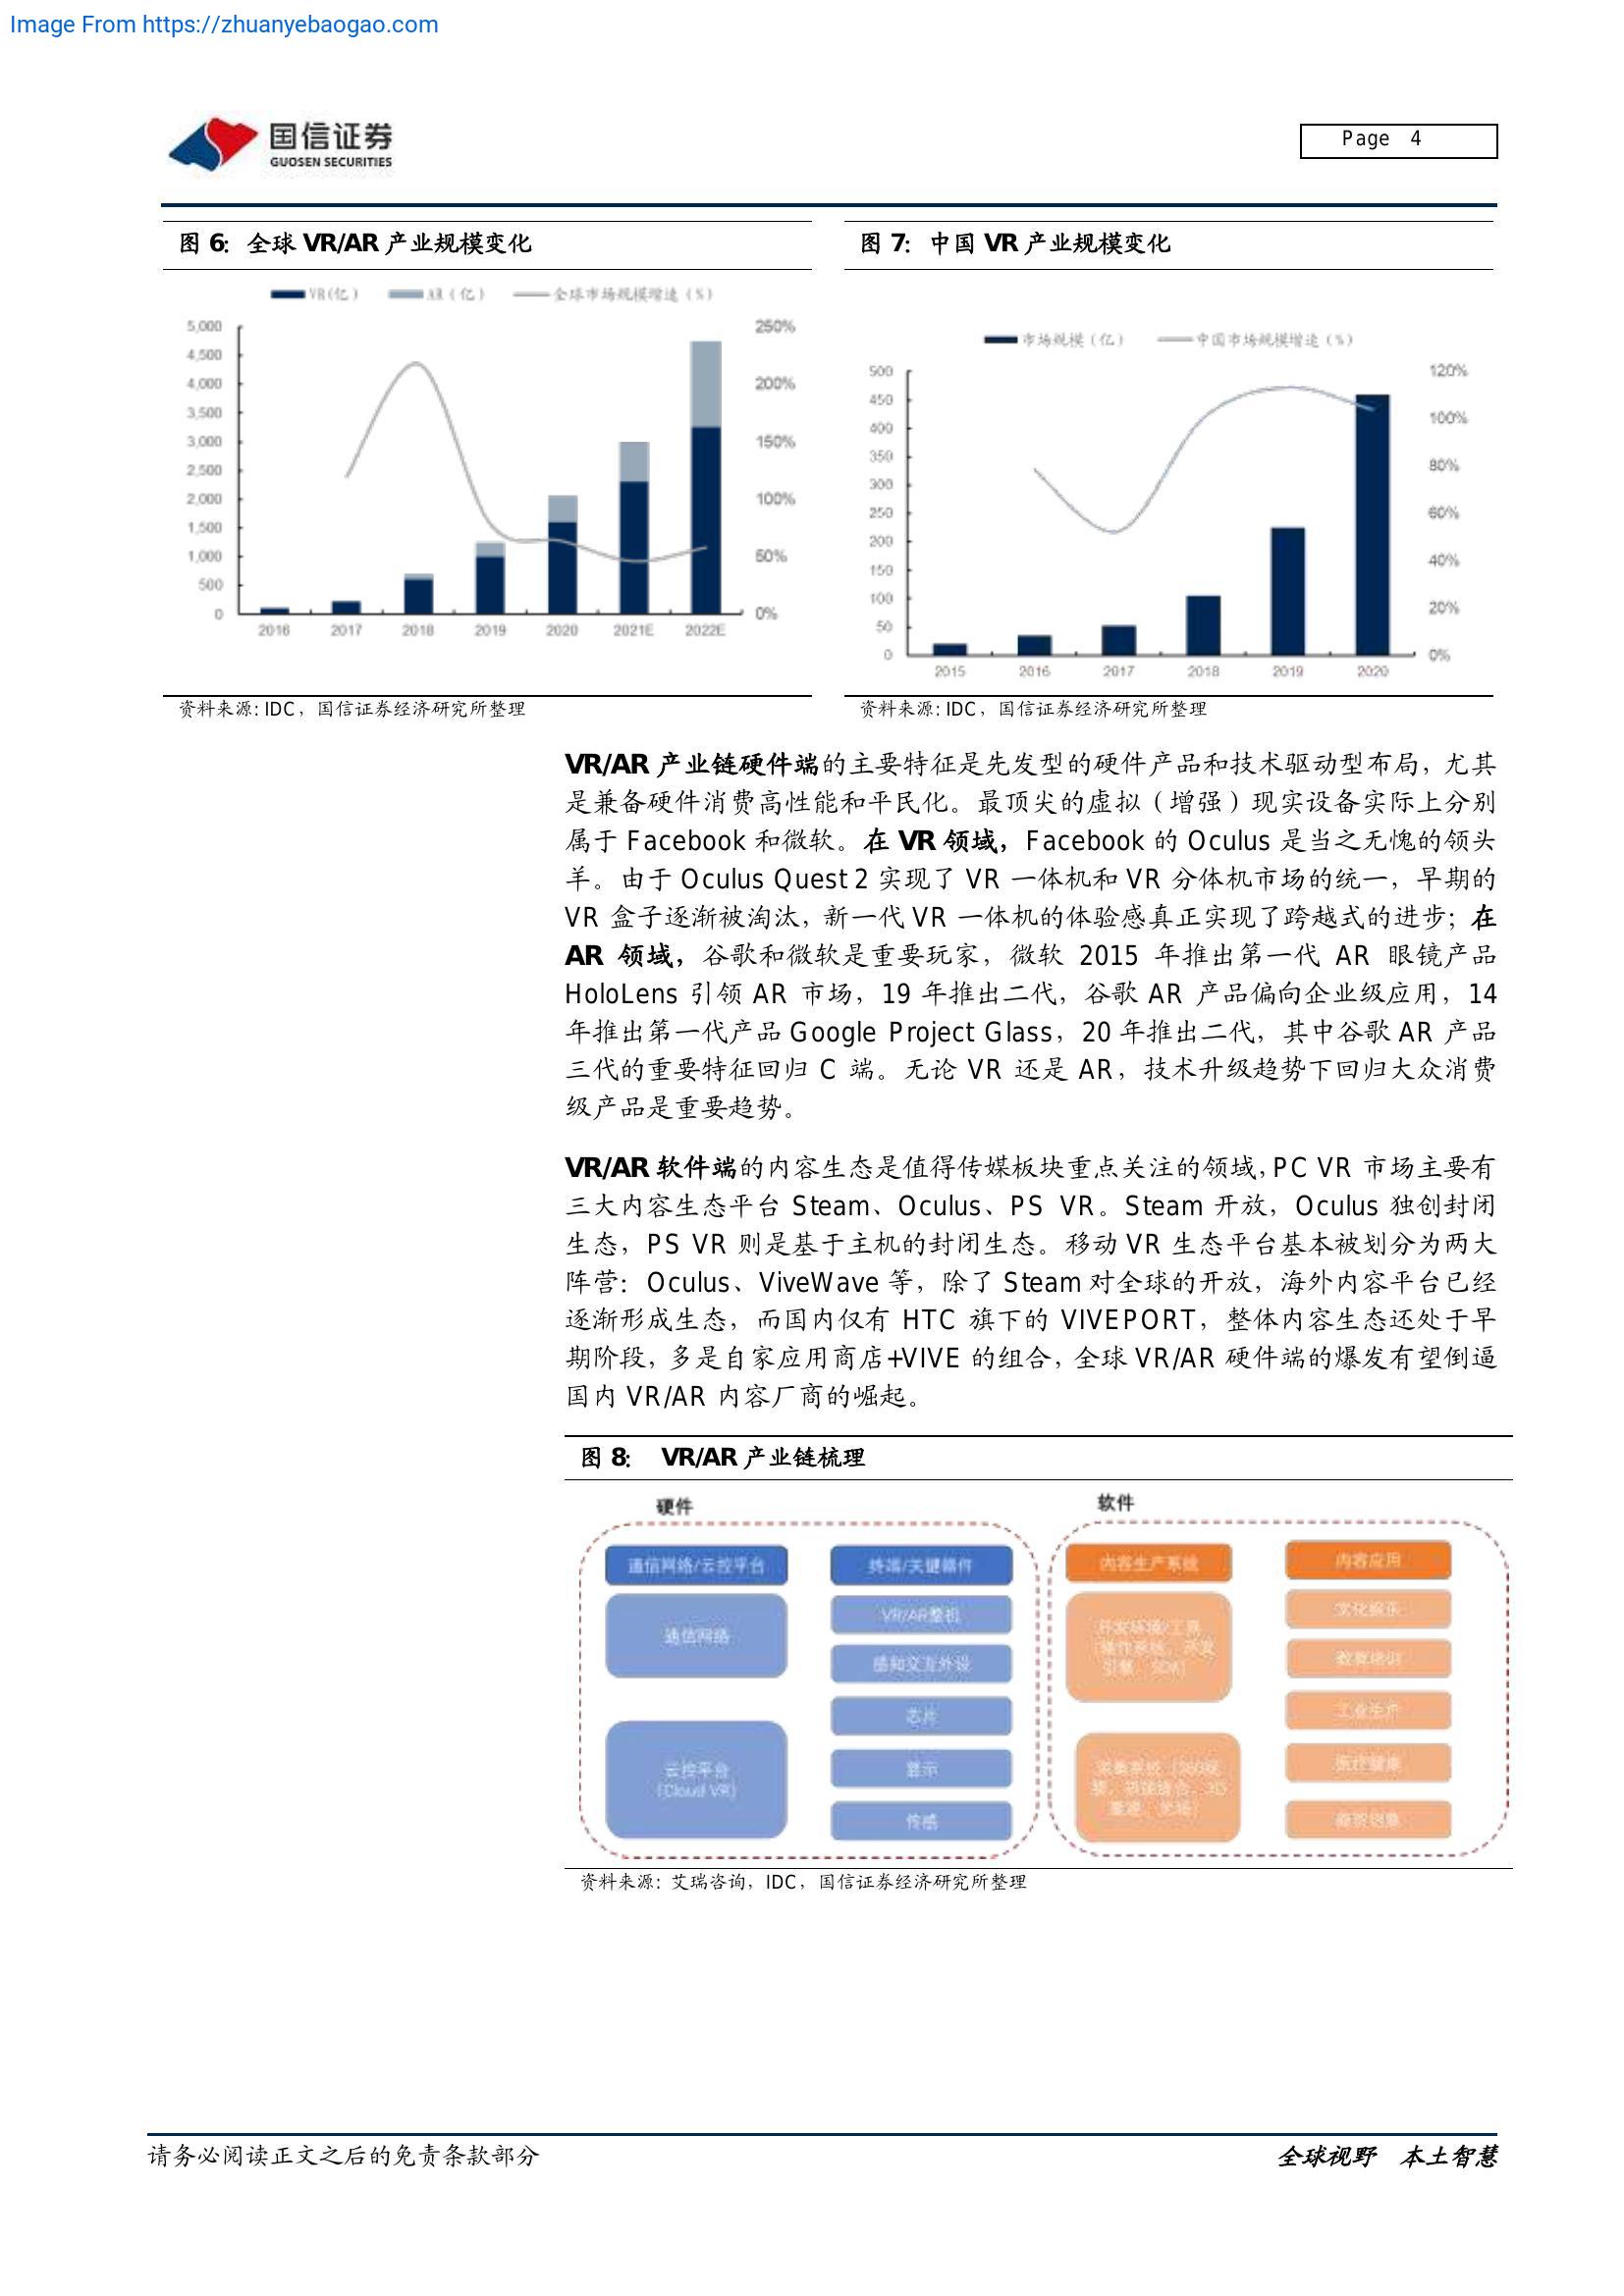 Image From https://zhuanyebaogao.com
国信证券
GUOSEN SECURITIES
Page 4
图 6: 全球 VR/AR 产业规模变化
VR(亿) AR(亿) 全球市场规模增速(%)
5,000
4,500
4,000
3,500
3,000
2,500
2,000
1,500
1,000
500
0
250%
200%
150%
100%
50%
0%
2016 2017 2018 2019 2020 2021E 2022E
资料来源: IDC，国信证券经济研究所整理
图 7: 中国 VR 产业规模变化
市场规模(亿) 中国市场规模增速(%)
500
450
400
350
300
250
200
150
100
50
0
120%
100%
80%
60%
40%
20%
0%
2015 2016 2017 2018 2019 2020
资料来源: IDC，国信证券经济研究所整理
VR/AR 产业链硬件端的主要特征是先发型的硬件产品和技术驱动型布局，尤其
是兼备硬件消费高性能和平民化。最顶尖的虚拟（增强）现实设备实际上分别
属于 Facebook 和微软。在 VR 领域，Facebook 的 Oculus 是当之无愧的领头
羊。由于 Oculus Quest 2 实现了 VR 一体机和 VR 分体机市场的统一，早期的
VR 盒子逐渐被淘汰，新一代 VR 一体机的体验感真正实现了跨越式的进步；在
AR 领域，谷歌和微软是重要玩家，微软 2015 年推出第一代 AR 眼镜产品
HoloLens 引领 AR 市场，19 年推出二代，谷歌 AR 产品偏向企业级应用，14
年推出第一代产品 Google Project Glass，20 年推出二代，其中谷歌 AR 产品
三代的重要特征回归 C 端。无论 VR 还是 AR，技术升级趋势下回归大众消费
级产品是重要趋势。
VR/AR 软件端的内容生态是值得传媒板块重点关注的领域，PC VR 市场主要有
三大内容生态平台 Steam、Oculus、PS VR。Steam 开放，Oculus 独创封闭
生态，PS VR 则是基于主机的封闭生态。移动 VR 生态平台基本被划分为两大
阵营：Oculus、ViveWave 等，除了 Steam 对全球的开放，海外内容平台已经
逐渐形成生态，而国内仅有 HTC 旗下的 VIVEPORT，整体内容生态还处于早
期阶段，多是自家应用商店+VIVE 的组合，全球 VR/AR 硬件端的爆发有望倒逼
国内 VR/AR 内容厂商的崛起。
图 8: VR/AR 产业链梳理
硬件
通信网络/云控平台
通信网络
云控平台
(Cloud VR)
终端/关键器件
VR/AR整机
感知交互外设
芯片
显示
传感
软件
内容生产系统
开发环境/工具
(操作系统、开发
引擎、SDK)
内容应用
文化娱乐
教育培训
工业生产
医疗健康
商贸创意
资料来源: 艾瑞咨询，IDC，国信证券经济研究所整理
请务必阅读正文之后的免责条款部分
全球视野 本土智慧